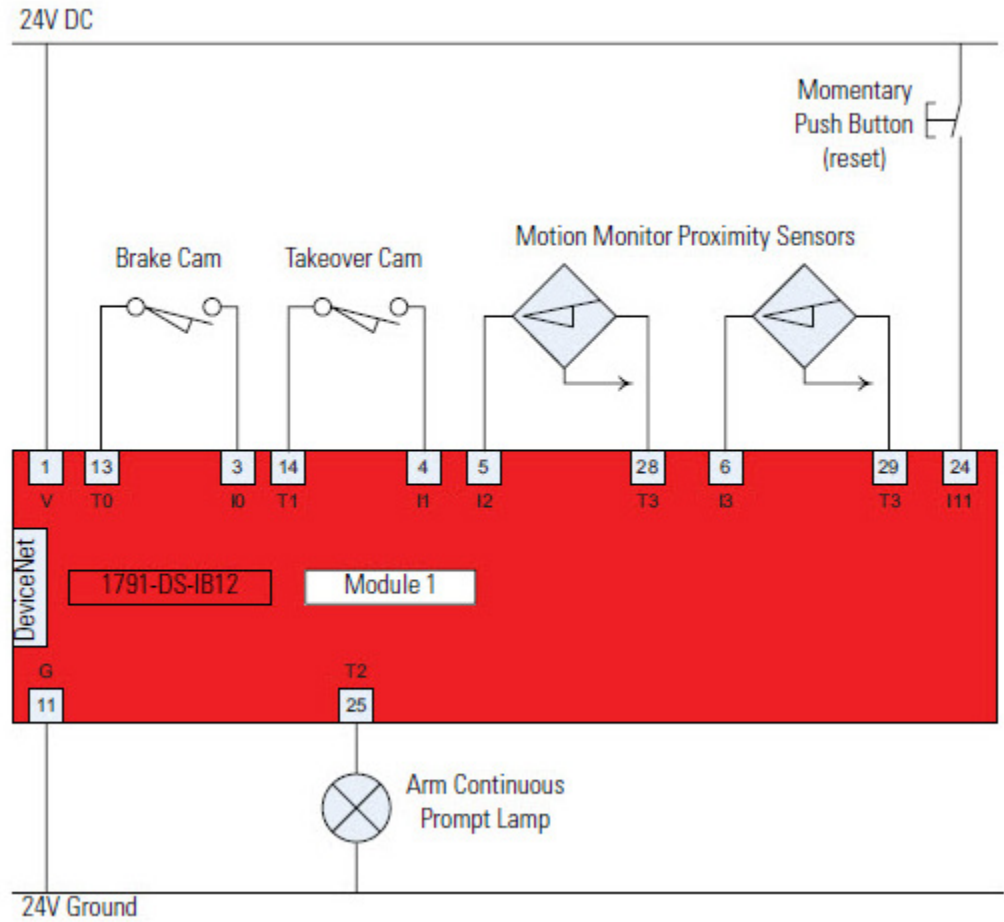 24V DC
Momentary
Push Button
(reset)
Motion Monitor Proximity Sensors
Brake Cam
Takeover Cam
1
13
3
14
4
5
28
6
29
24
V
T0
I0
T1
I1
I2
T3
I3
T3
I11
DeviceNet
1791-DS-IB12
Module 1
G
T2
11
25
Arm Continuous
Prompt Lamp
24V Ground